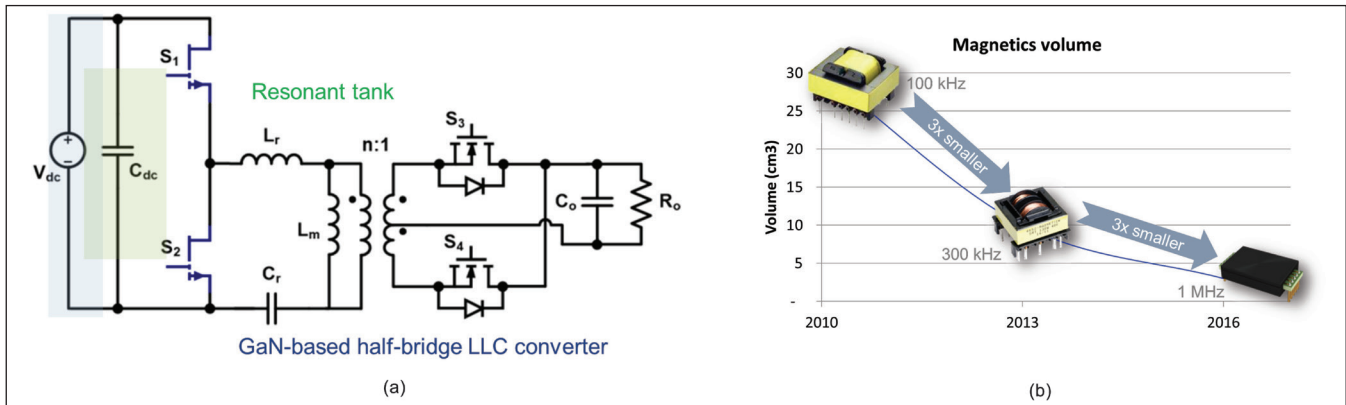 S1
Resonant tank
S3
Lr
n:1
Vdc
Cdc
Co
Ro
Lm
S2
S4
Cr
GaN-based half-bridge LLC converter
(a)
Magnetics volume
Volume (cm3)
30
25
20
15
10
5
-
100 kHz
3x smaller
300 kHz
3x smaller
1 MHz
2010
2013
2016
(b)